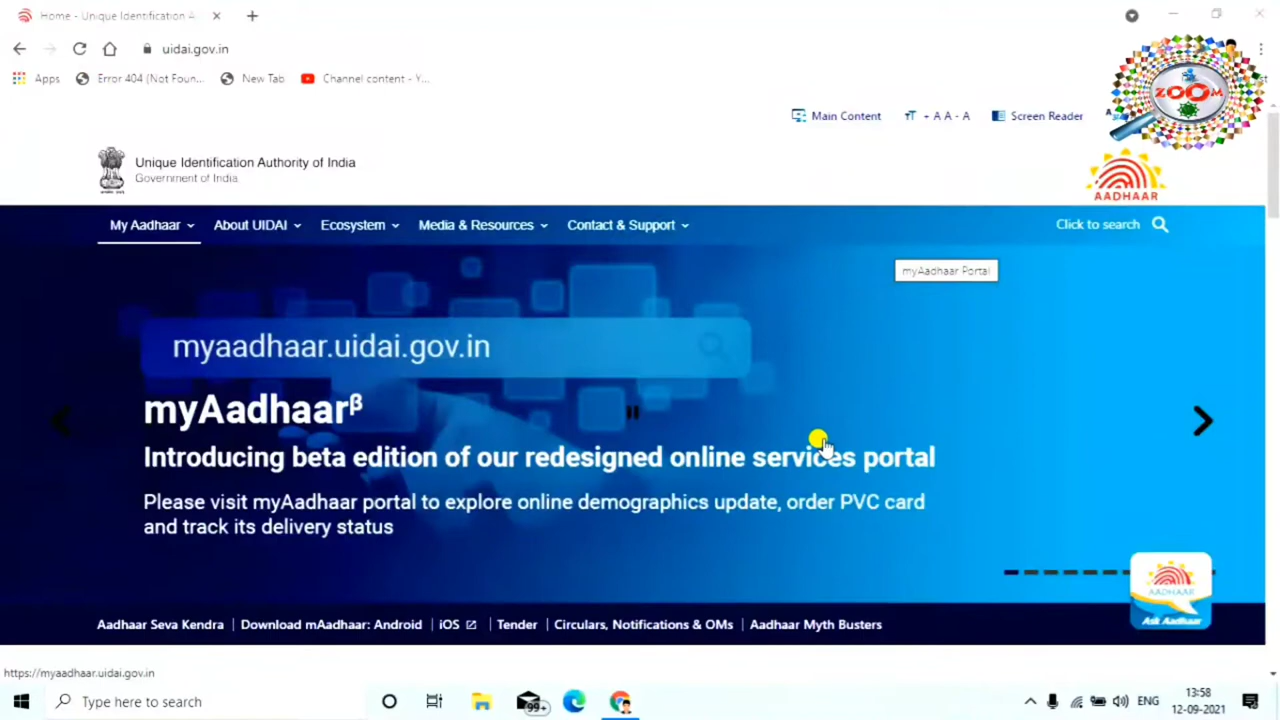 Home - Unique Identification A
uidai.gov.in
Apps
Error 404 (Not Foun...
New Tab
Channel content - Y...
ZOOM
Main Content
+ A A - A
Screen Reader
Unique Identification Authority of India
Government of India
AADHAAR
My Aadhaar
About UIDAI
Ecosystem
Media & Resources
Contact & Support
Click to search
myAadhaar Portal
myaadhaar.uidai.gov.in
myAadhaarᵝ
Introducing beta edition of our redesigned online services portal
Please visit myAadhaar portal to explore online demographics update, order PVC card
and track its delivery status
AADHAAR
Ask Aadhaar
Aadhaar Seva Kendra | Download mAadhaar: Android | iOS | Tender | Circulars, Notifications & OMs | Aadhaar Myth Busters
https://myaadhaar.uidai.gov.in
Type here to search
99+
ENG
13:58
12-09-2021